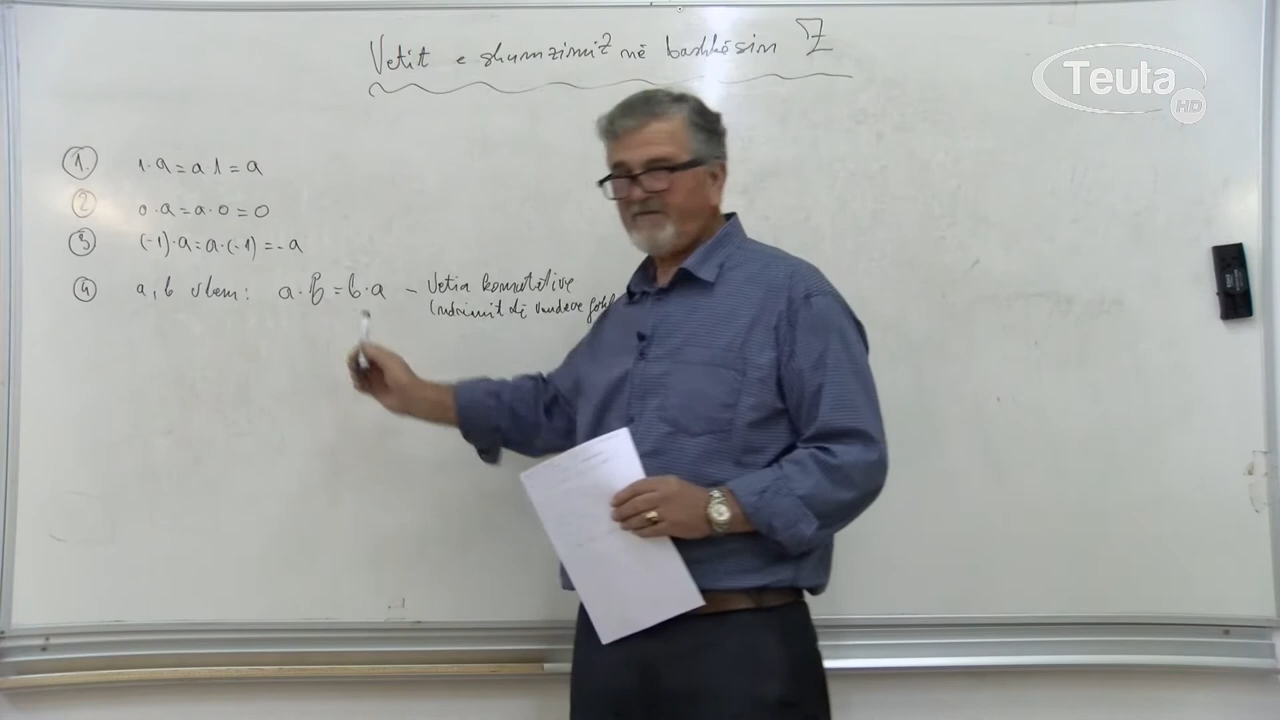 Vetit e shumzimit në bashkësin Z
Teuta HD
1. 1·a=a·1=a
2 0·a=a·0=0
3 (-1)·a=a·(-1)=-a
4 a, b vlem: a·b=b·a - Vetia komutative